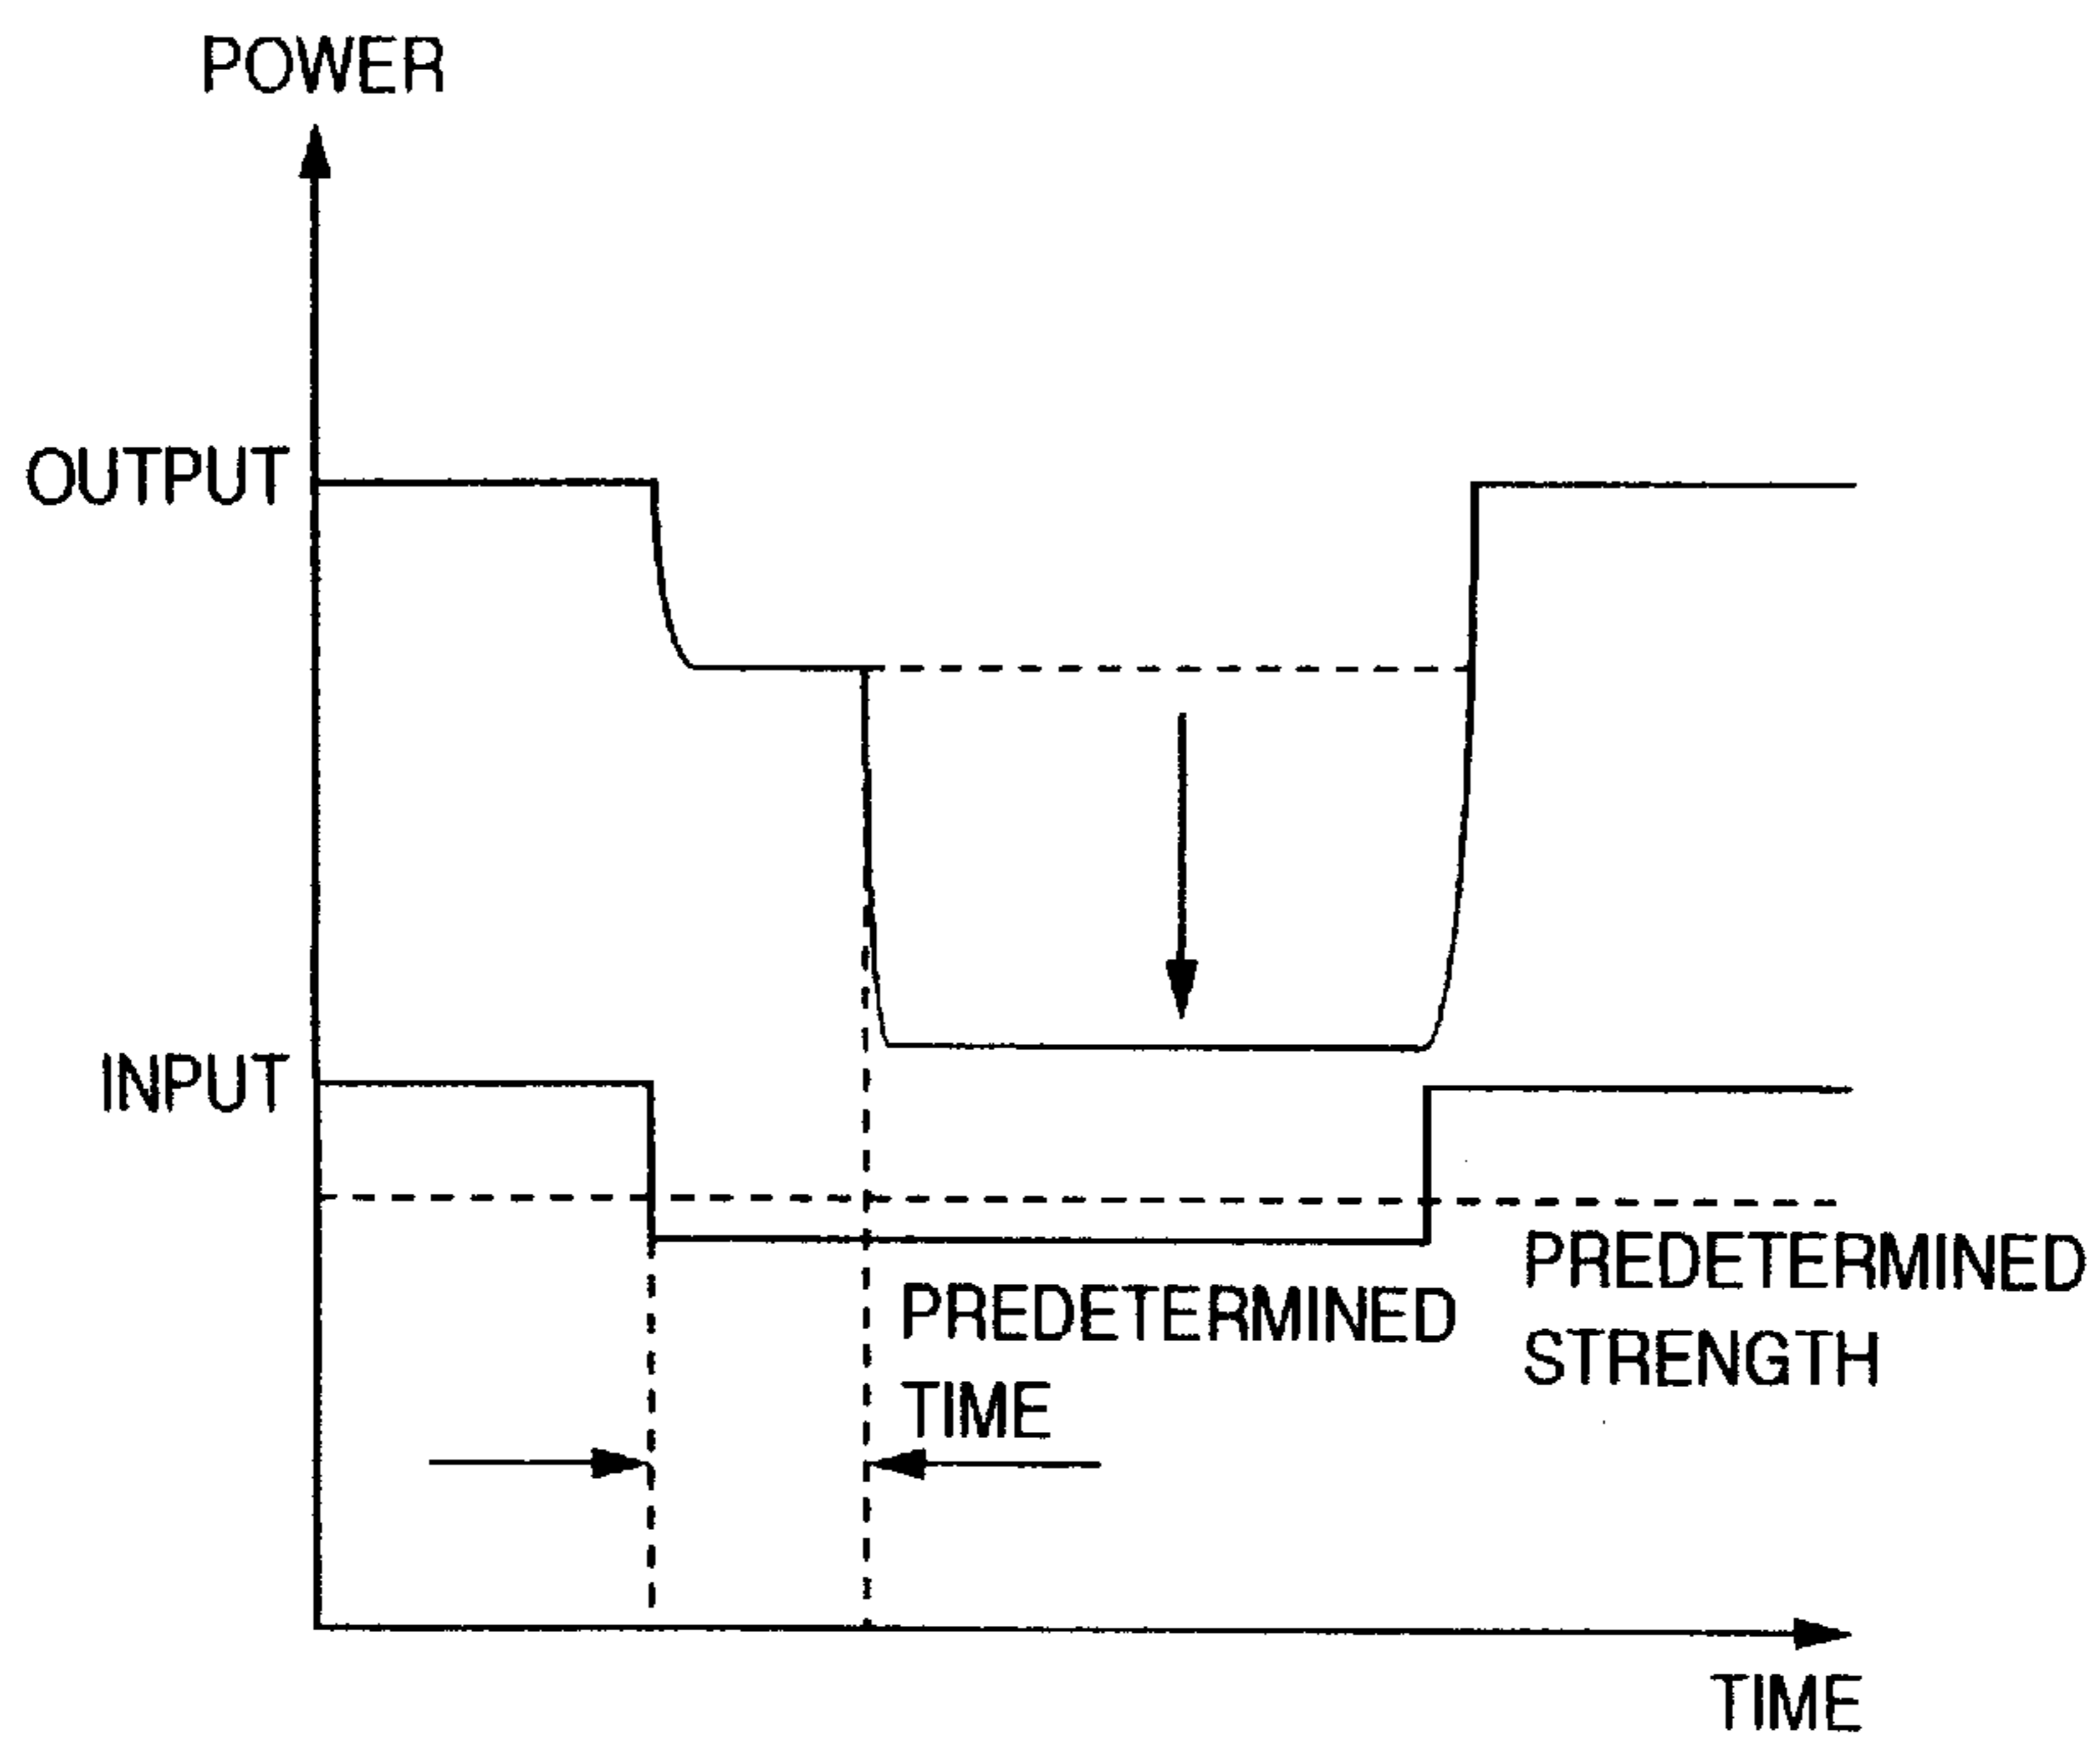 POWER
OUTPUT
INPUT
PREDETERMINED
STRENGTH
PREDETERMINED
TIME
TIME